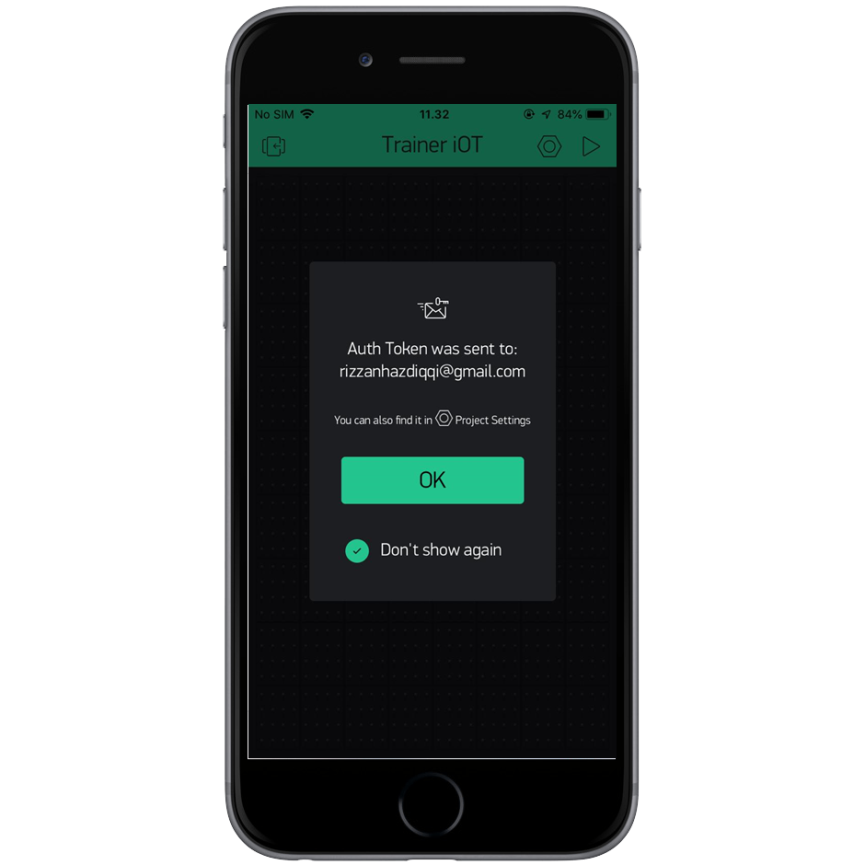 No SIM 11.32 84%
Trainer iOT
Auth Token was sent to:
rizzanhazdiqqi@gmail.com
You can also find it in Project Settings
OK
Don't show again